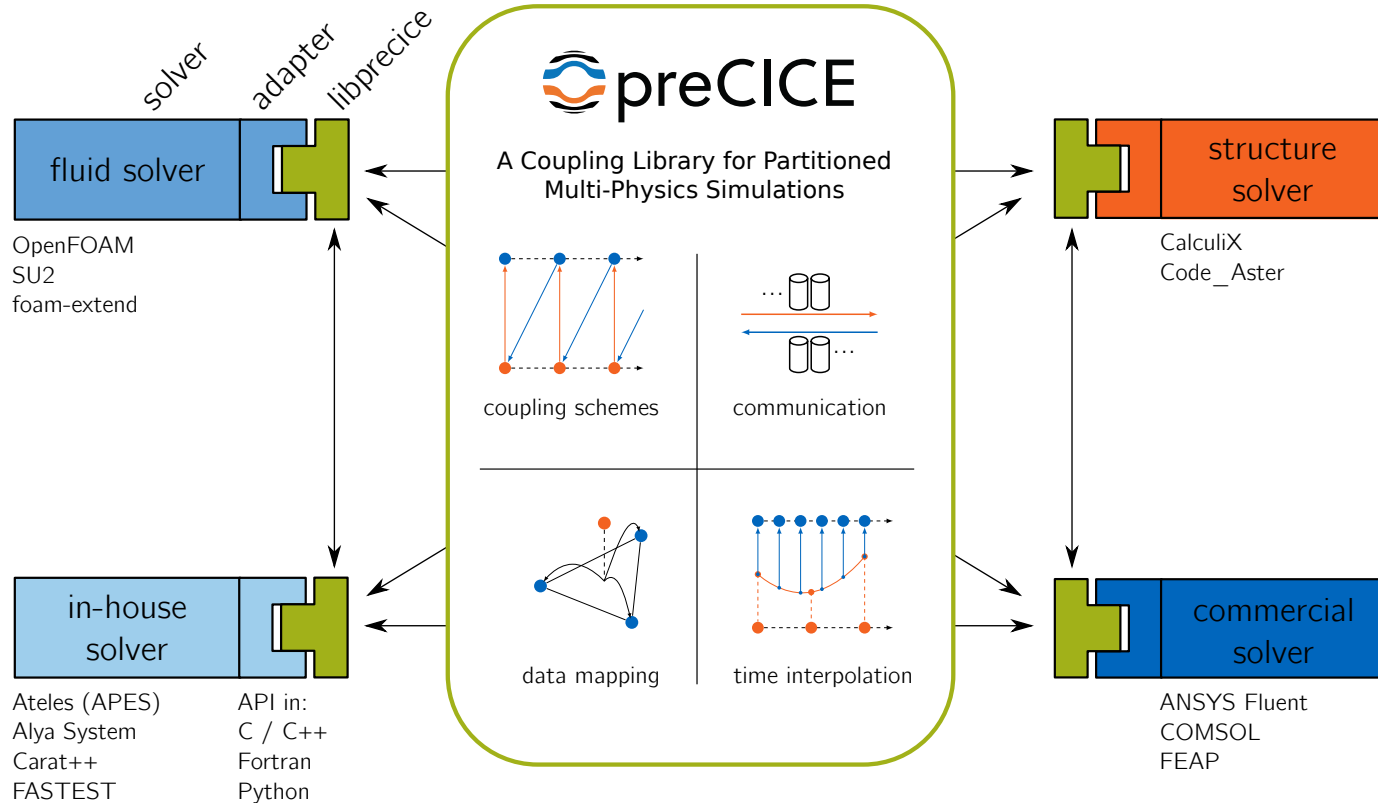 solver
adapter
libprecice
preCICE
A Coupling Library for Partitioned
Multi-Physics Simulations
fluid solver
OpenFOAM
SU2
foam-extend
structure
solver
CalculiX
Code_Aster
...
...
coupling schemes
communication
data mapping
time interpolation
in-house
solver
Ateles (APES)
Alya System
Carat++
FASTEST
API in:
C / C++
Fortran
Python
commercial
solver
ANSYS Fluent
COMSOL
FEAP